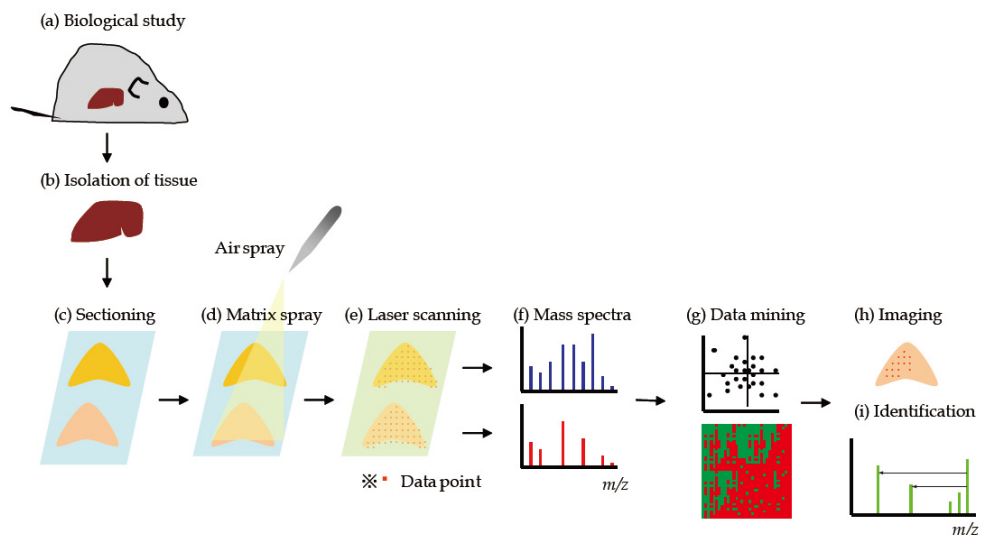 (a) Biological study
(b) Isolation of tissue
Air spray
(c) Sectioning
(d) Matrix spray
(e) Laser scanning
(f) Mass spectra
(g) Data mining
(h) Imaging
(i) Identification
※ Data point
m/z
m/z